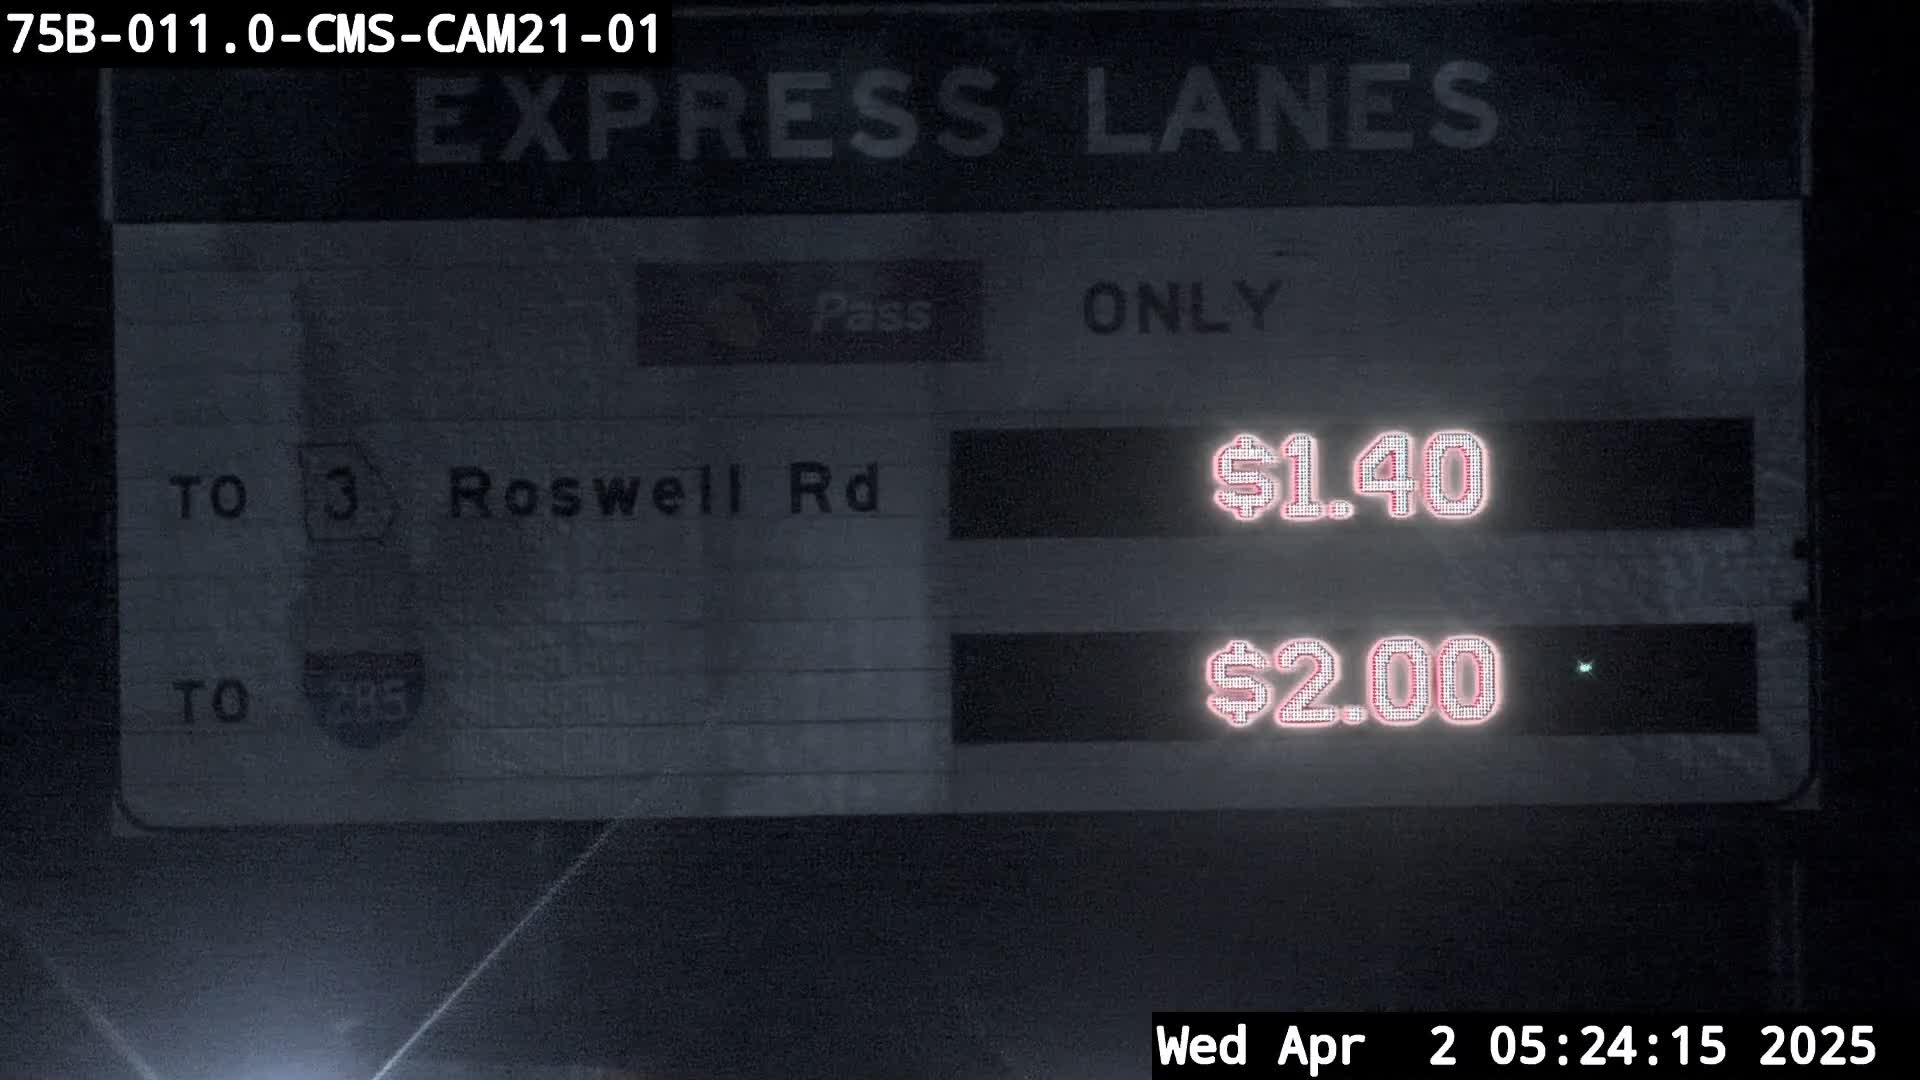 75B-011.0-CMS-CAM21-01
EXPRESS LANES
Pass ONLY
TO 3 Roswell Rd $1.40
TO 285 $2.00
Wed Apr 2 05:24:15 2025